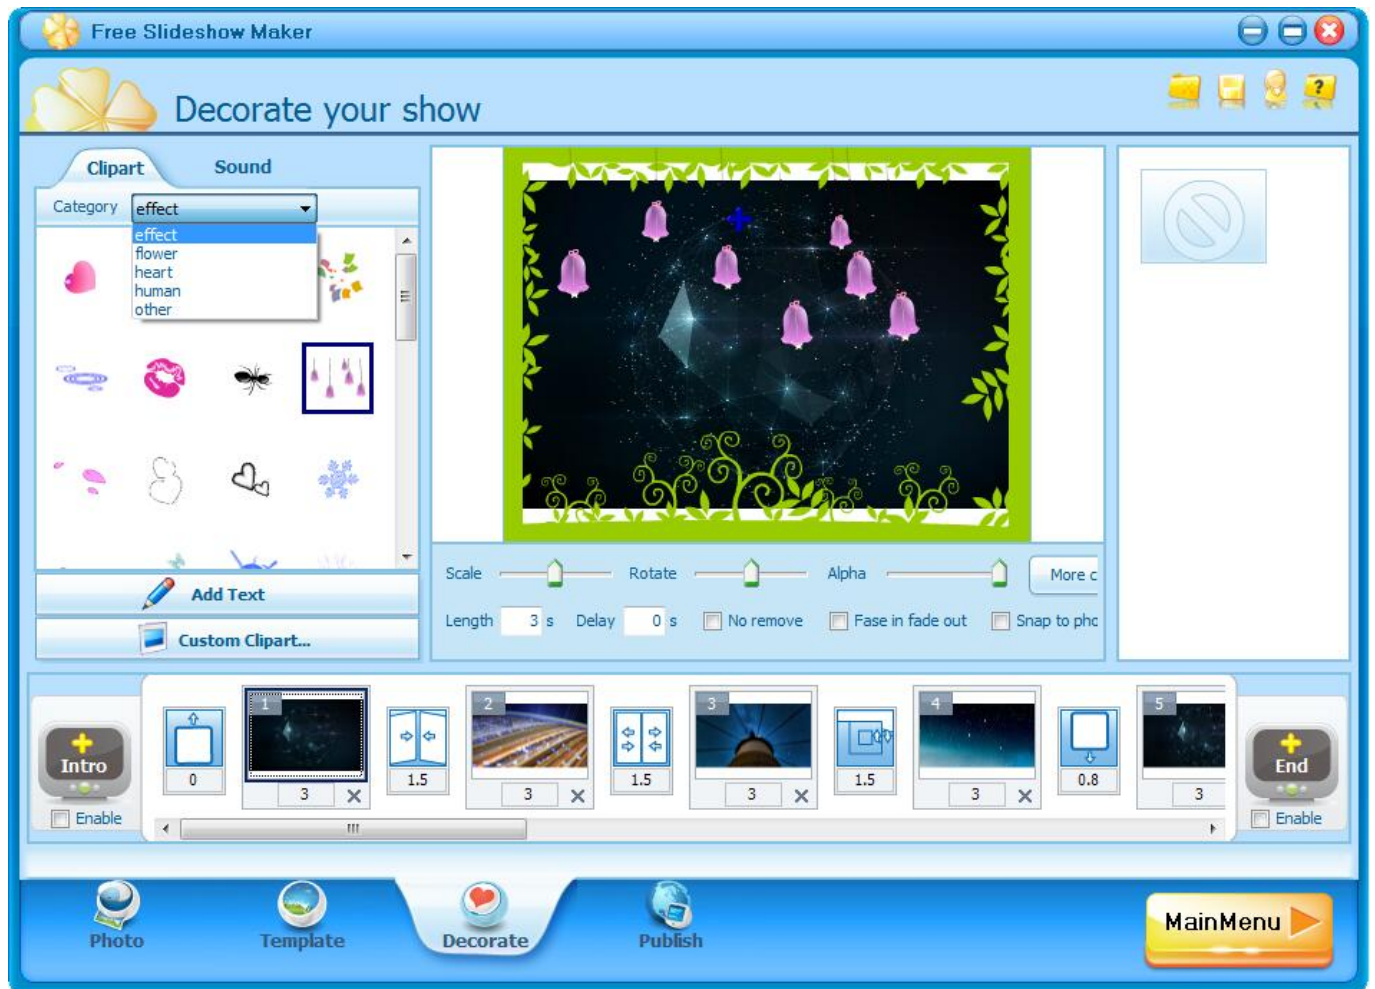 Free Slideshow Maker
Decorate your show
?
Clipart
Sound
Category
effect
effect
flower
heart
human
other
Add Text
Custom Clipart...
Scale
Rotate
Alpha
More c
Length
3 s
Delay
0 s
No remove
Fase in fade out
Snap to pho
Intro
Enable
0
1
3
1.5
2
3
1.5
3
3
1.5
4
3
0.8
5
3
End
Enable
Photo
Template
Decorate
Publish
MainMenu